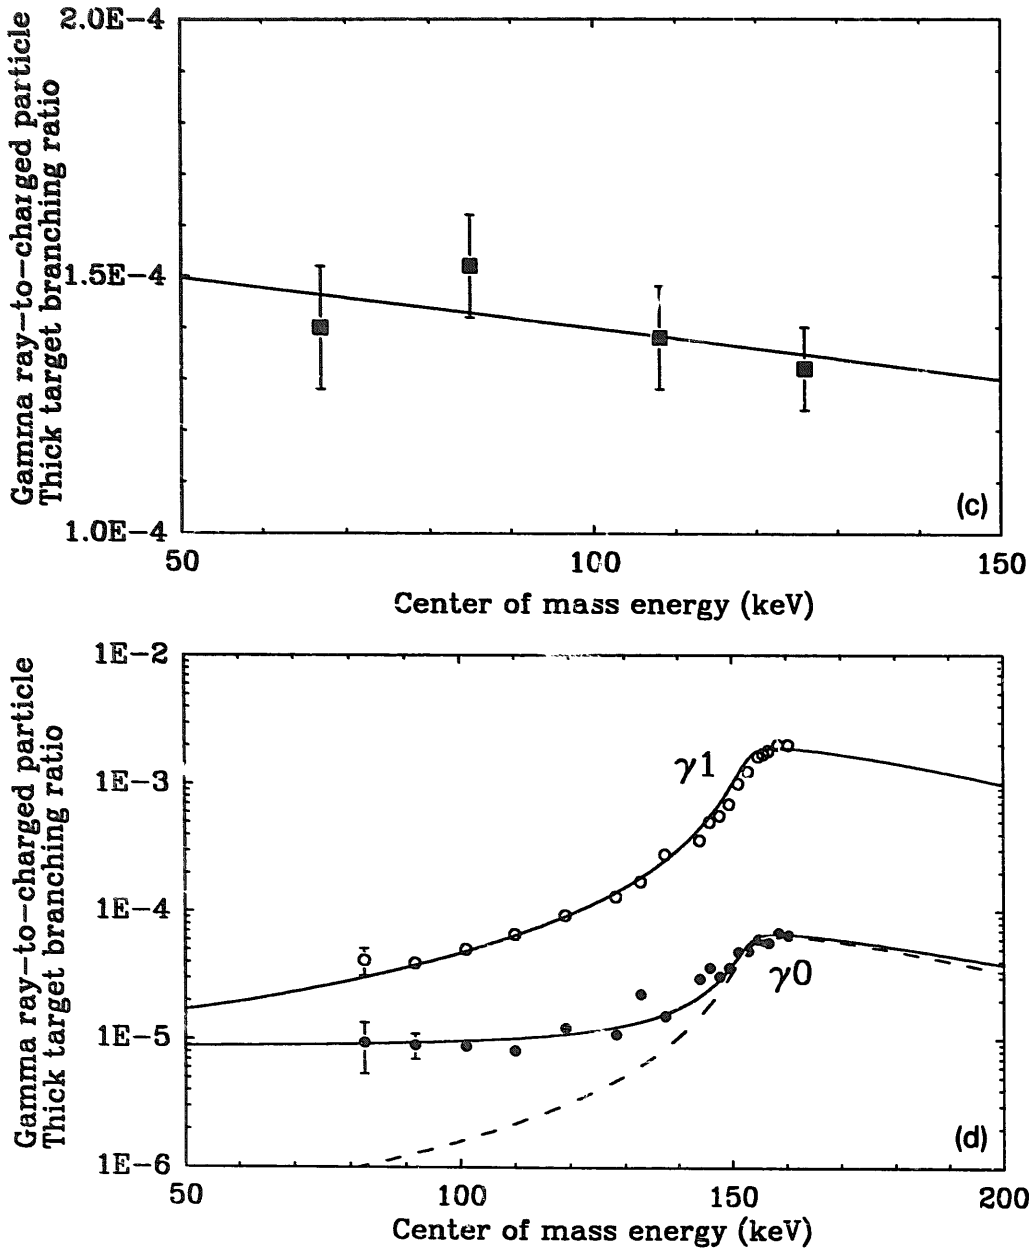 Gamma ray-to-charged particle
Thick target branching ratio
2.0E-4
1.5E-4
1.0E-4
(c)
50
100
150
Center of mass energy (keV)
Gamma ray-to-charged particle
Thick target branching ratio
1E-2
1E-3
1E-4
1E-5
1E-6
γ1
γ0
(d)
50
100
150
200
Center of mass energy (keV)